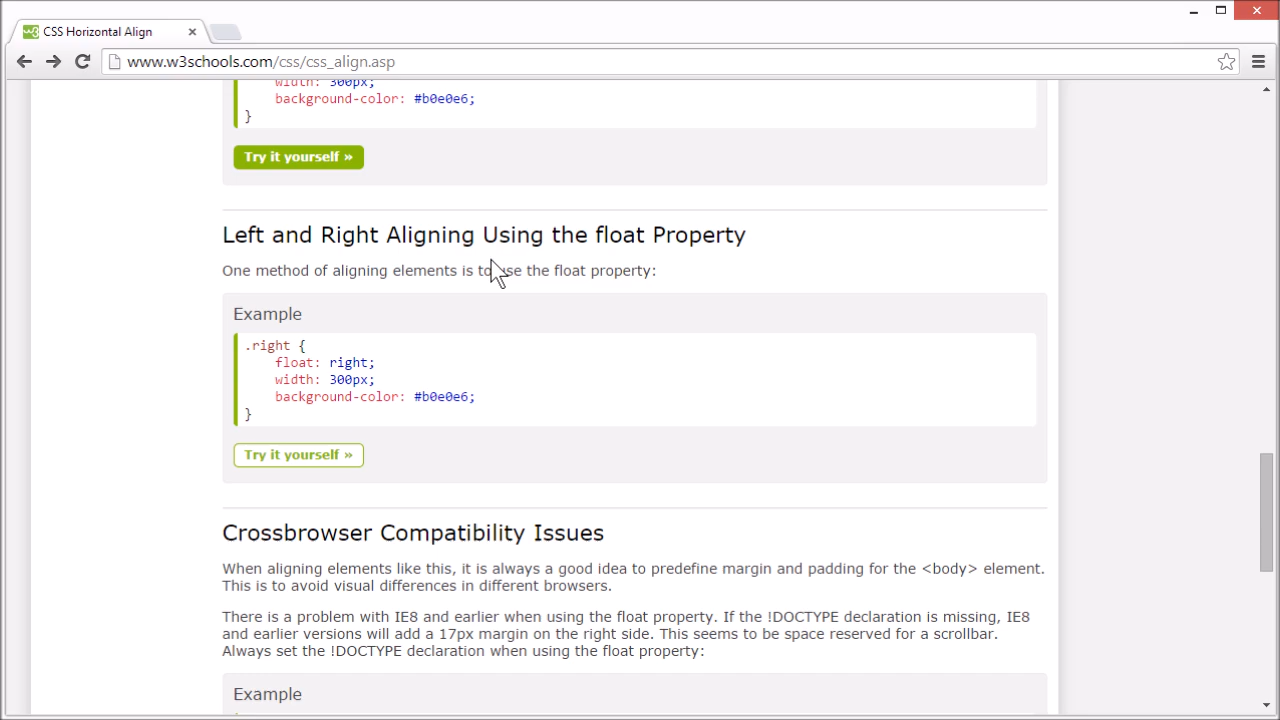 CSS Horizontal Align
www.w3schools.com/css/css_align.asp
width: 300px;
background-color: #b0e0e6;
}
Try it yourself »
Left and Right Aligning Using the float Property
One method of aligning elements is to use the float property:
Example
.right {
float: right;
width: 300px;
background-color: #b0e0e6;
}
Try it yourself »
Crossbrowser Compatibility Issues
When aligning elements like this, it is always a good idea to predefine margin and padding for the <body> element.
This is to avoid visual differences in different browsers.
There is a problem with IE8 and earlier when using the float property. If the !DOCTYPE declaration is missing, IE8
and earlier versions will add a 17px margin on the right side. This seems to be space reserved for a scrollbar.
Always set the !DOCTYPE declaration when using the float property:
Example